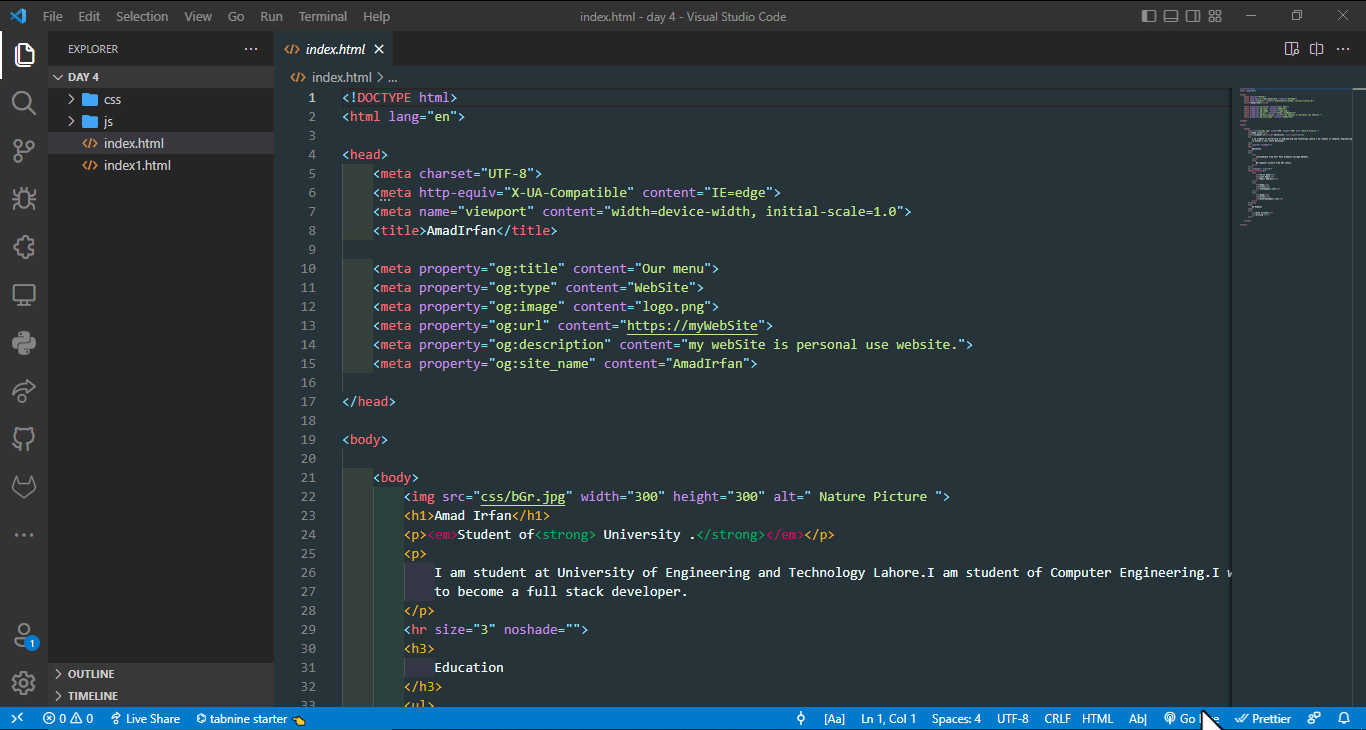 File Edit Selection View Go Run Terminal Help index.html - day 4 - Visual Studio Code
EXPLORER
DAY 4
css
js
index.html
index1.html
OUTLINE
TIMELINE
index.html
index.html > ...
1 <!DOCTYPE html>
2 <html lang="en">
3
4 <head>
5 <meta charset="UTF-8">
6 <meta http-equiv="X-UA-Compatible" content="IE=edge">
7 <meta name="viewport" content="width=device-width, initial-scale=1.0">
8 <title>AmadIrfan</title>
9
10 <meta property="og:title" content="Our menu">
11 <meta property="og:type" content="WebSite">
12 <meta property="og:image" content="logo.png">
13 <meta property="og:url" content="https://myWebSite">
14 <meta property="og:description" content="my webSite is personal use website.">
15 <meta property="og:site_name" content="AmadIrfan">
16
17 </head>
18
19 <body>
20
21 <body>
22 <img src="css/bGr.jpg" width="300" height="300" alt=" Nature Picture ">
23 <h1>Amad Irfan</h1>
24 <p><em>Student of<strong> University .</strong></em></p>
25 <p>
26 I am student at University of Engineering and Technology Lahore.I am student of Computer Engineering.I
27 to become a full stack developer.
28 </p>
29 <hr size="3" noshade="">
30 <h3>
31 Education
32 </h3>
33 <ul>
1
0 0 Live Share tabnine starter [Aa] Ln 1, Col 1 Spaces: 4 UTF-8 CRLF HTML Ab| Go Prettier